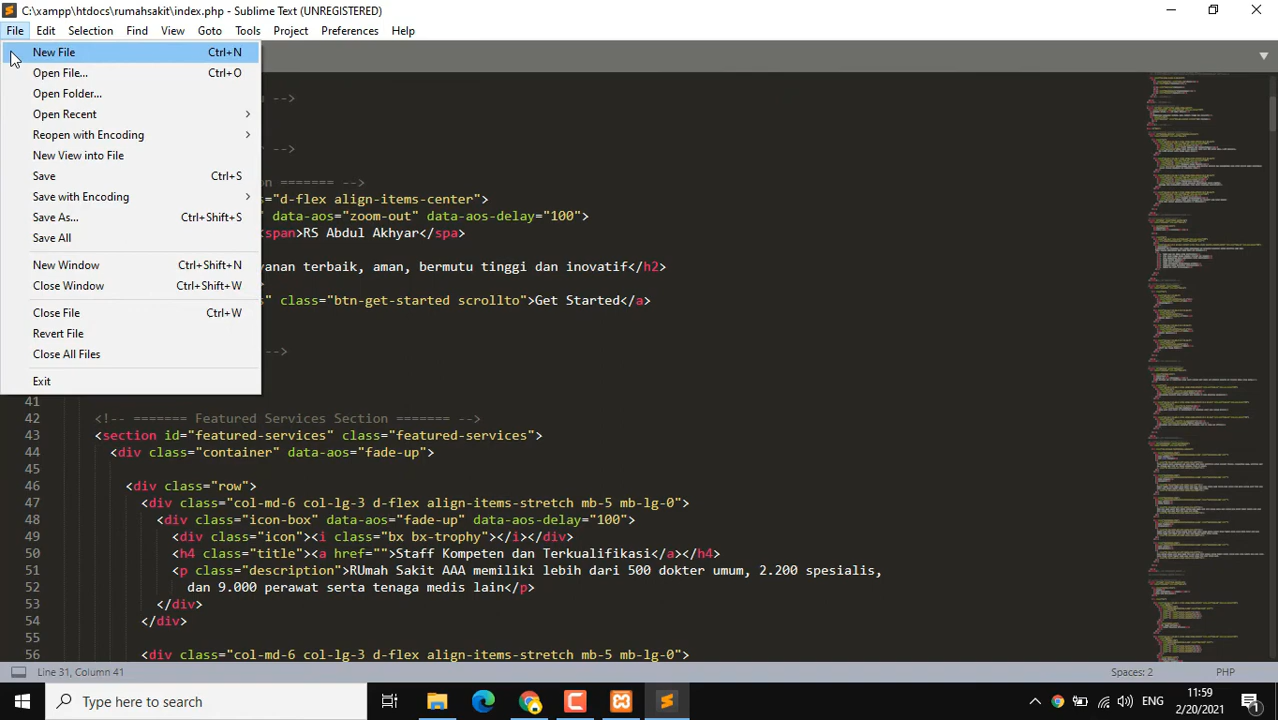 C:\xampp\htdocs\rumahsakit\index.php - Sublime Text (UNREGISTERED)
File Edit Selection Find View Goto Tools Project Preferences Help
New File Ctrl+N
Open File... Ctrl+O
Open Folder...
Open Recent
Reopen with Encoding
New View into File
Save Ctrl+S
Save with Encoding
Save As... Ctrl+Shift+S
Save All
New Window Ctrl+Shift+N
Close Window Ctrl+Shift+W
Close File Ctrl+W
Revert File
Close All Files
Exit
-->
-->
======= -->
="d-flex align-items-center">
" data-aos="zoom-out" data-aos-delay="100">
<span>RS Abdul Akhyar</spa>
yanan terbaik, aman, bermutu tinggi dan inovatif</h2>
>
" class="btn-get-started scrollto">Get Started</a>
-->
41
42 <!-- ======= Featured Services Section =======
43 <section id="featured-services" class="featured-services">
44 <div class="container" data-aos="fade-up">
45
46 <div class="row">
47 <div class="col-md-6 col-lg-3 d-flex align-items-stretch mb-5 mb-lg-0">
48 <div class="icon-box" data-aos="fade-up" data-aos-delay="100">
49 <div class="icon"><i class="bx bx-trophy"></i></div>
50 <h4 class="title"><a href="">Staff Kompeten dan Terkualifikasi</a></h4>
51 <p class="description">RUmah Sakit AQA memiliki lebih dari 500 dokter umum, 2.200 spesialis,
52 dan 9.000 perawat serta tenaga medis lain</p>
53 </div>
54 </div>
55
56 <div class="col-md-6 col-lg-3 d-flex align-items-stretch mb-5 mb-lg-0">
Line 31, Column 41 Spaces: 2 PHP
Type here to search
ENG
11:59
2/20/2021
1